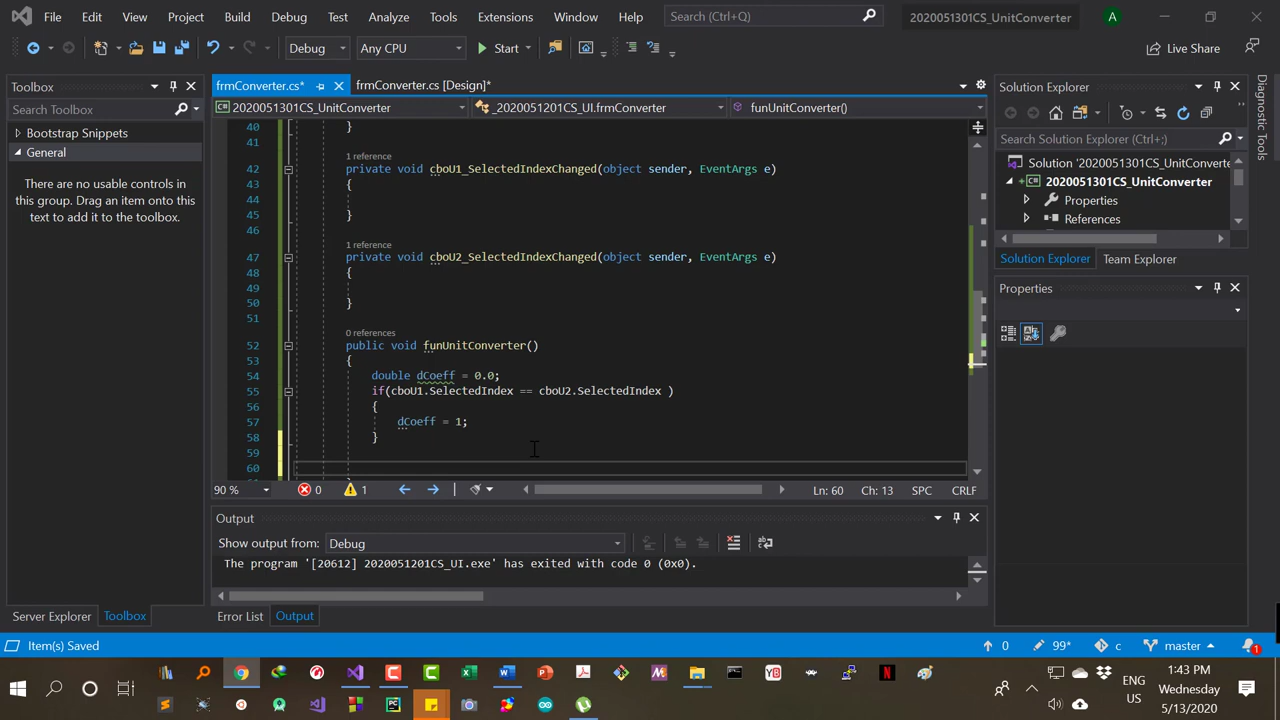 File Edit View Project Build Debug Test Analyze Tools Extensions Window Help Search (Ctrl+Q) 2020051301CS_UnitConverter A
Debug Any CPU Start Live Share
Toolbox
Search Toolbox
Bootstrap Snippets
General
There are no usable controls in
this group. Drag an item onto this
text to add it to the toolbox.
Server Explorer Toolbox
frmConverter.cs* frmConverter.cs [Design]*
2020051301CS_UnitConverter _2020051201CS_UI.frmConverter funUnitConverter()
40 }
41
1 reference
42 private void cboU1_SelectedIndexChanged(object sender, EventArgs e)
43 {
44
45 }
46
1 reference
47 private void cboU2_SelectedIndexChanged(object sender, EventArgs e)
48 {
49
50 }
51
0 references
52 public void funUnitConverter()
53 {
54 double dCoeff = 0.0;
55 if(cboU1.SelectedIndex == cboU2.SelectedIndex )
56 {
57 dCoeff = 1;
58 }
59
60
90 % 0 1 Ln: 60 Ch: 13 SPC CRLF
Output
Show output from: Debug
The program '[20612] 2020051201CS_UI.exe' has exited with code 0 (0x0).
Error List Output
Solution Explorer
Search Solution Explorer (Ctrl+;)
Solution '2020051301CS_UnitConverte
2020051301CS_UnitConverter
Properties
References
Solution Explorer Team Explorer
Properties
Diagnostic Tools
Item(s) Saved 0 99* c master 1
ENG
US
1:43 PM
Wednesday
5/13/2020